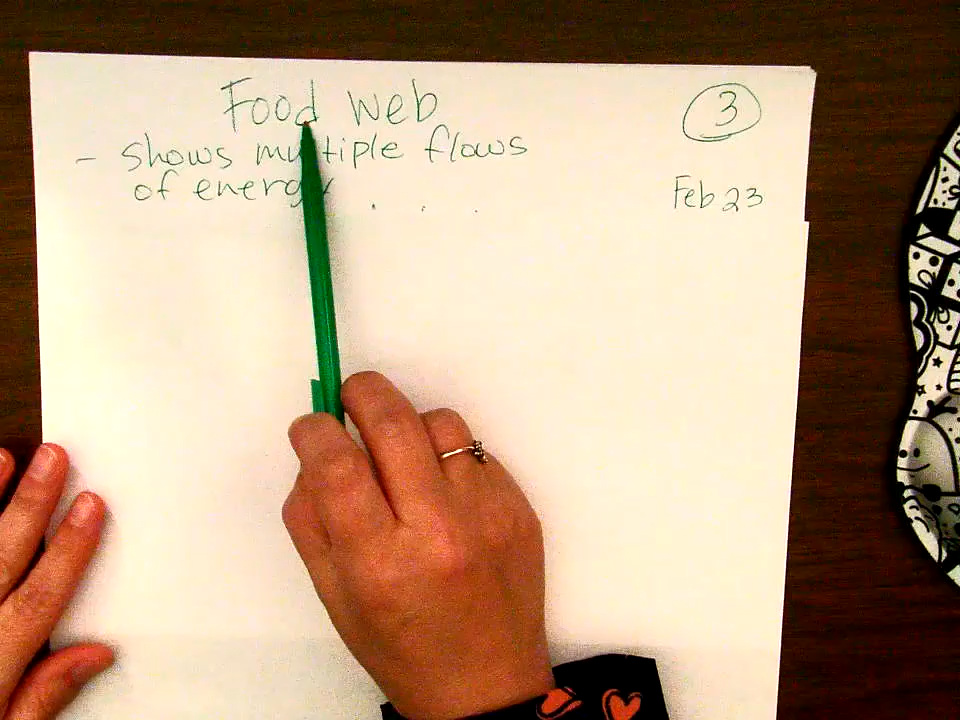 Food Web
3
- shows multiple flows
of energy . . .
Feb 23